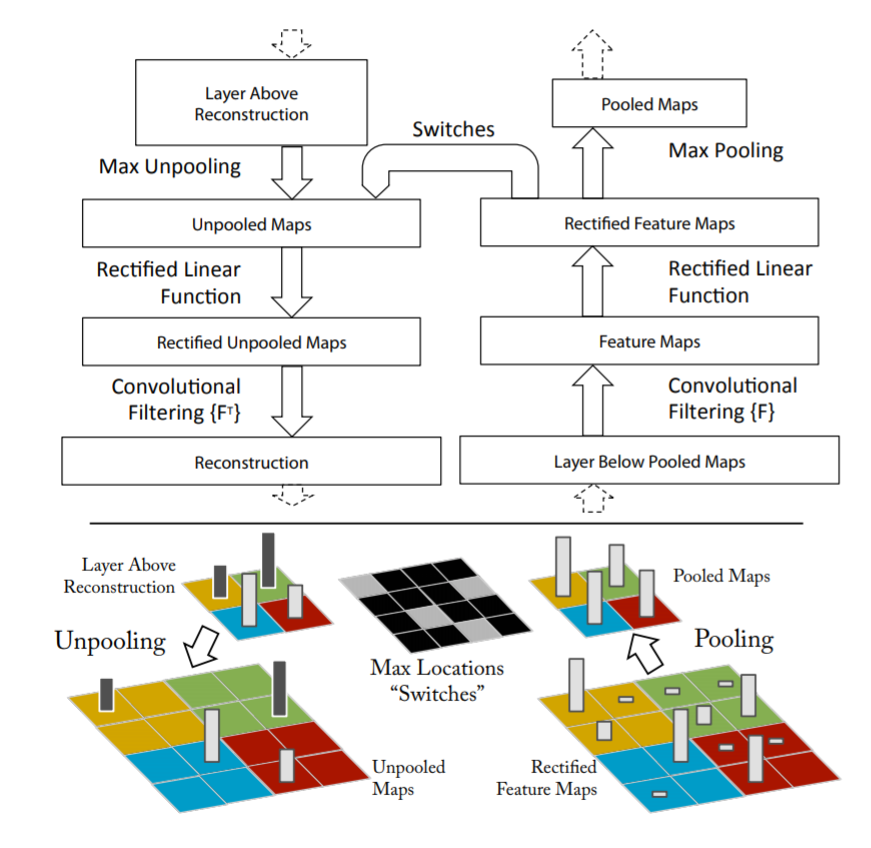 Layer Above
Reconstruction
Max Unpooling
Unpooled Maps
Rectified Linear
Function
Rectified Unpooled Maps
Convolutional
Filtering {Fᵀ}
Reconstruction
Switches
Pooled Maps
Max Pooling
Rectified Feature Maps
Rectified Linear
Function
Feature Maps
Convolutional
Filtering {F}
Layer Below Pooled Maps
Layer Above
Reconstruction
Unpooling
Unpooled
Maps
Max Locations
“Switches”
Pooled Maps
Pooling
Rectified
Feature Maps